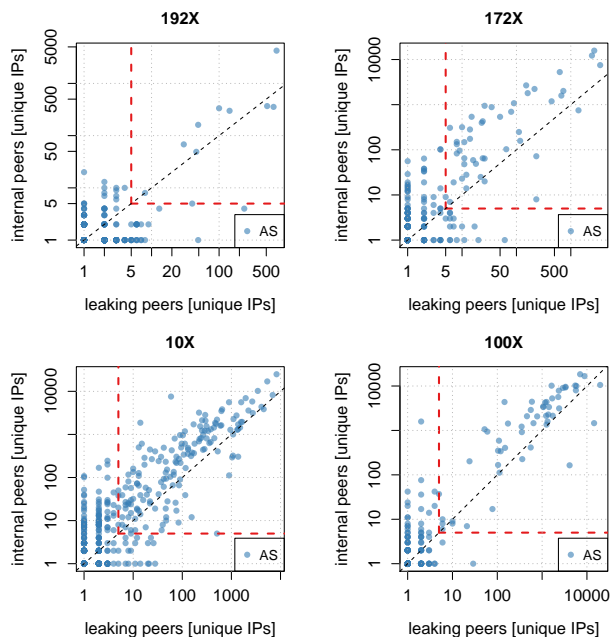 192X
internal peers [unique IPs]
5000
500
50
5
1
AS
1 5 20 100 500
leaking peers [unique IPs]
172X
internal peers [unique IPs]
10000
1000
100
10
1
AS
1 5 50 500
leaking peers [unique IPs]
10X
internal peers [unique IPs]
10000
100
10
1
AS
1 10 100 1000
leaking peers [unique IPs]
100X
internal peers [unique IPs]
10000
100
10
1
AS
1 10 100 10000
leaking peers [unique IPs]